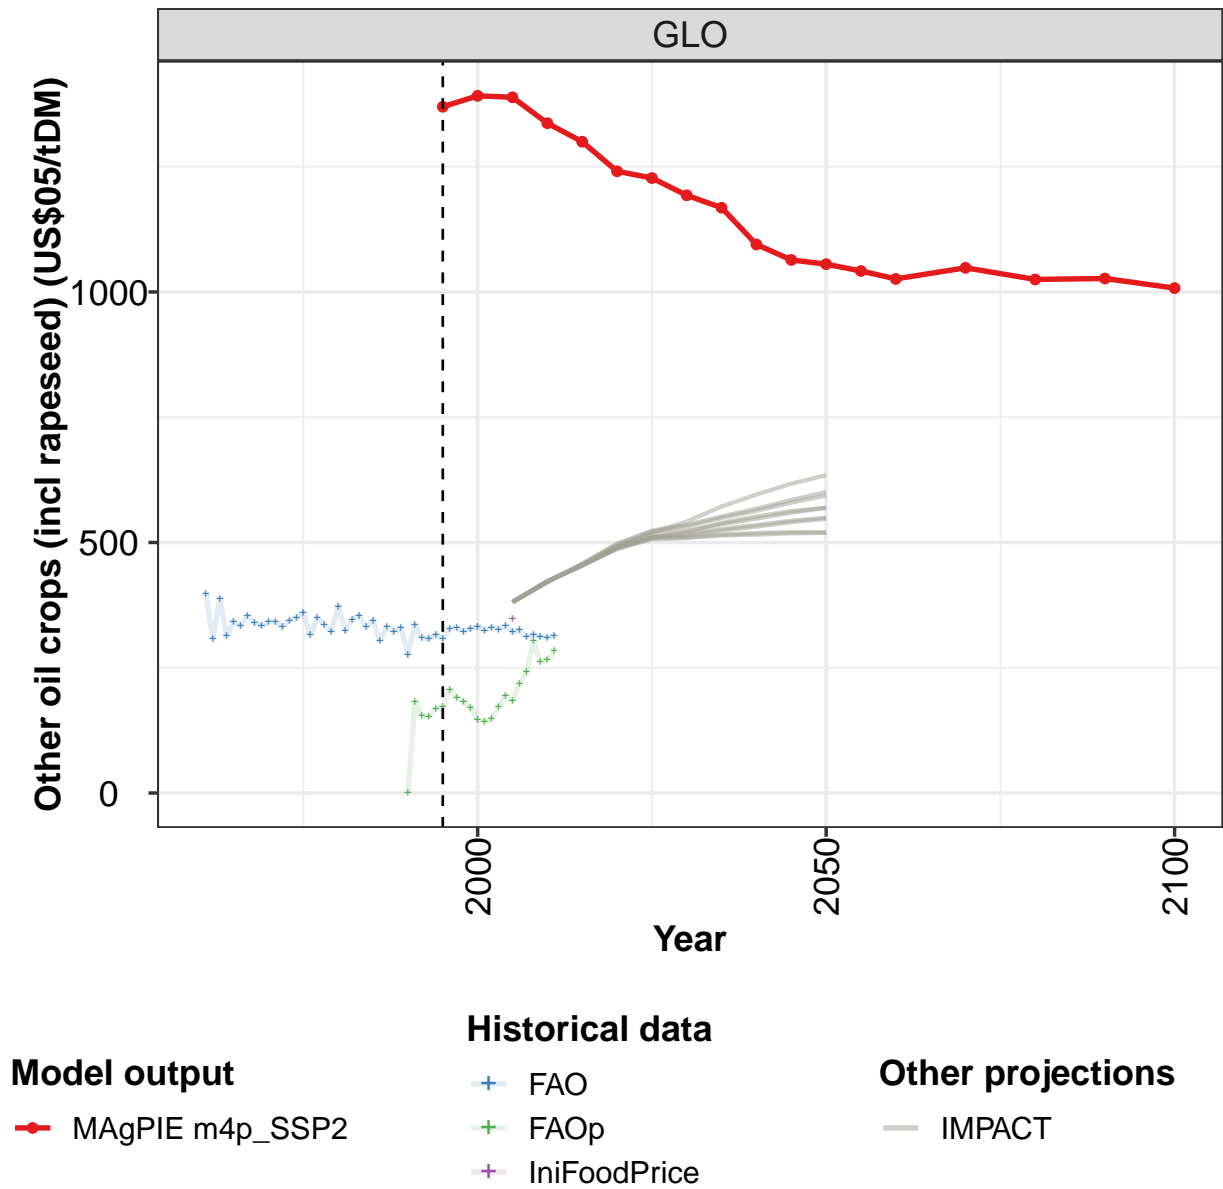 GLO
Other oil crops (incl rapeseed) (US$05/tDM)
1000
500
0
2000
2050
2100
Year
Model output
MAgPIE m4p_SSP2
Historical data
FAO
FAOp
IniFoodPrice
Other projections
IMPACT